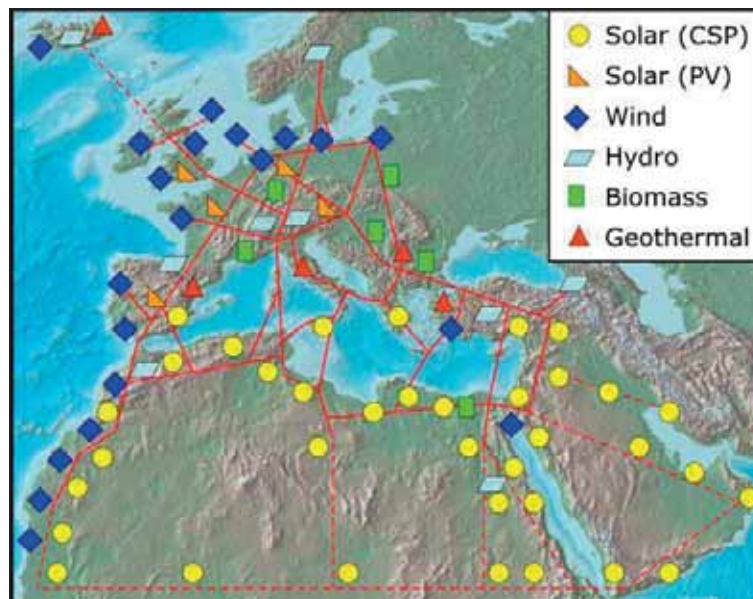 Solar (CSP)
Solar (PV)
Wind
Hydro
Biomass
Geothermal